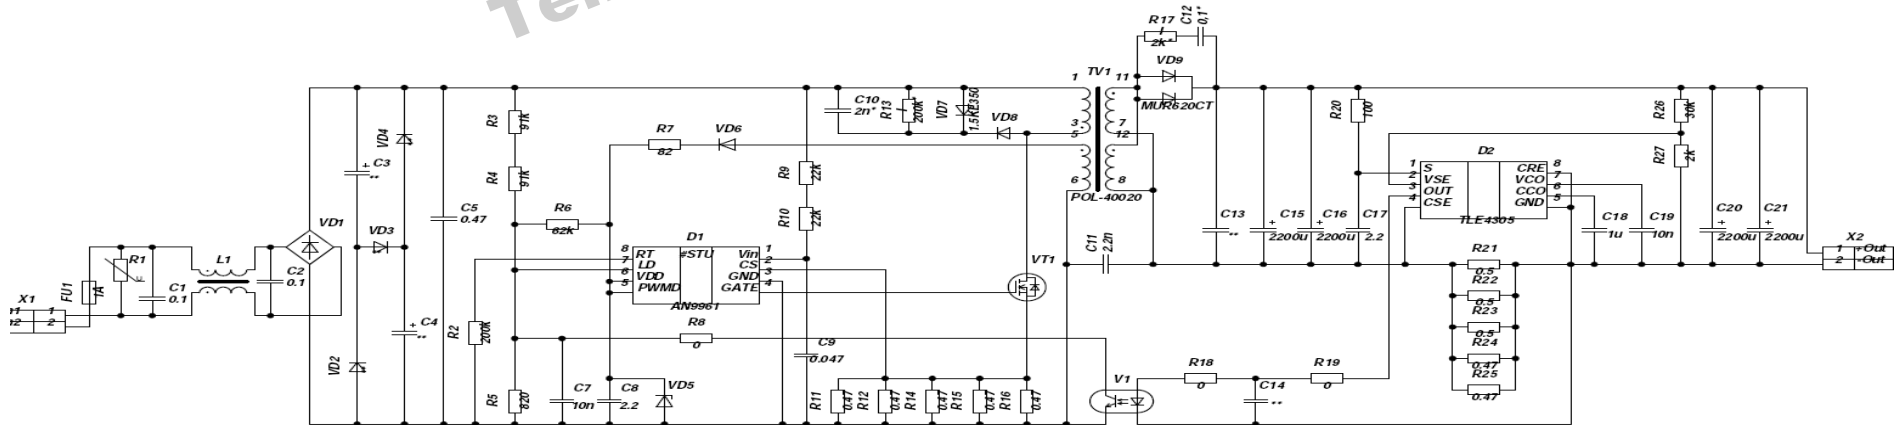 R17
2k*
C12
0,1*
VD9
MUR620CT
TV1
1
11
3
5
7
12
6
8
POL-40020
C10
2n*
R13
200k*
VD7
1.5KE350
VD8
R3
91k
R4
91k
R7
82
VD6
R9
22k
R10
22k
R6
62k
VD4
C3
**
C5
0.47
VD1
VD3
C4
**
VD2
X1
1
2
FU1
1A
R1
C1
0.1
L1
C2
0.1
D1
8 RT #STU Vin 1
7 LD CS 2
6 VDD GND 3
5 PWMD GATE 4
AN9961
R2
200k
R8
0
R5
820
C7
10n
C8
2.2
VD5
C9
0.047
R11
0.47
R12
0.47
R14
0.47
R15
0.47
R16
0.47
VT1
C11
2.2n
V1
R18
0
C14
**
R19
0
C13
**
C15
2200u
C16
2200u
C17
2.2
R20
100
D2
1 S CRE 8
2 VSE VCO 7
3 OUT CCO 6
4 CSE GND 5
TLE4305
R26
30k
R27
2k
C18
1u
C19
10n
C20
2200u
C21
2200u
R21
0.5
R22
0.5
R23
0.5
R24
0.47
R25
0.47
X2
1 +Out
2 -Out